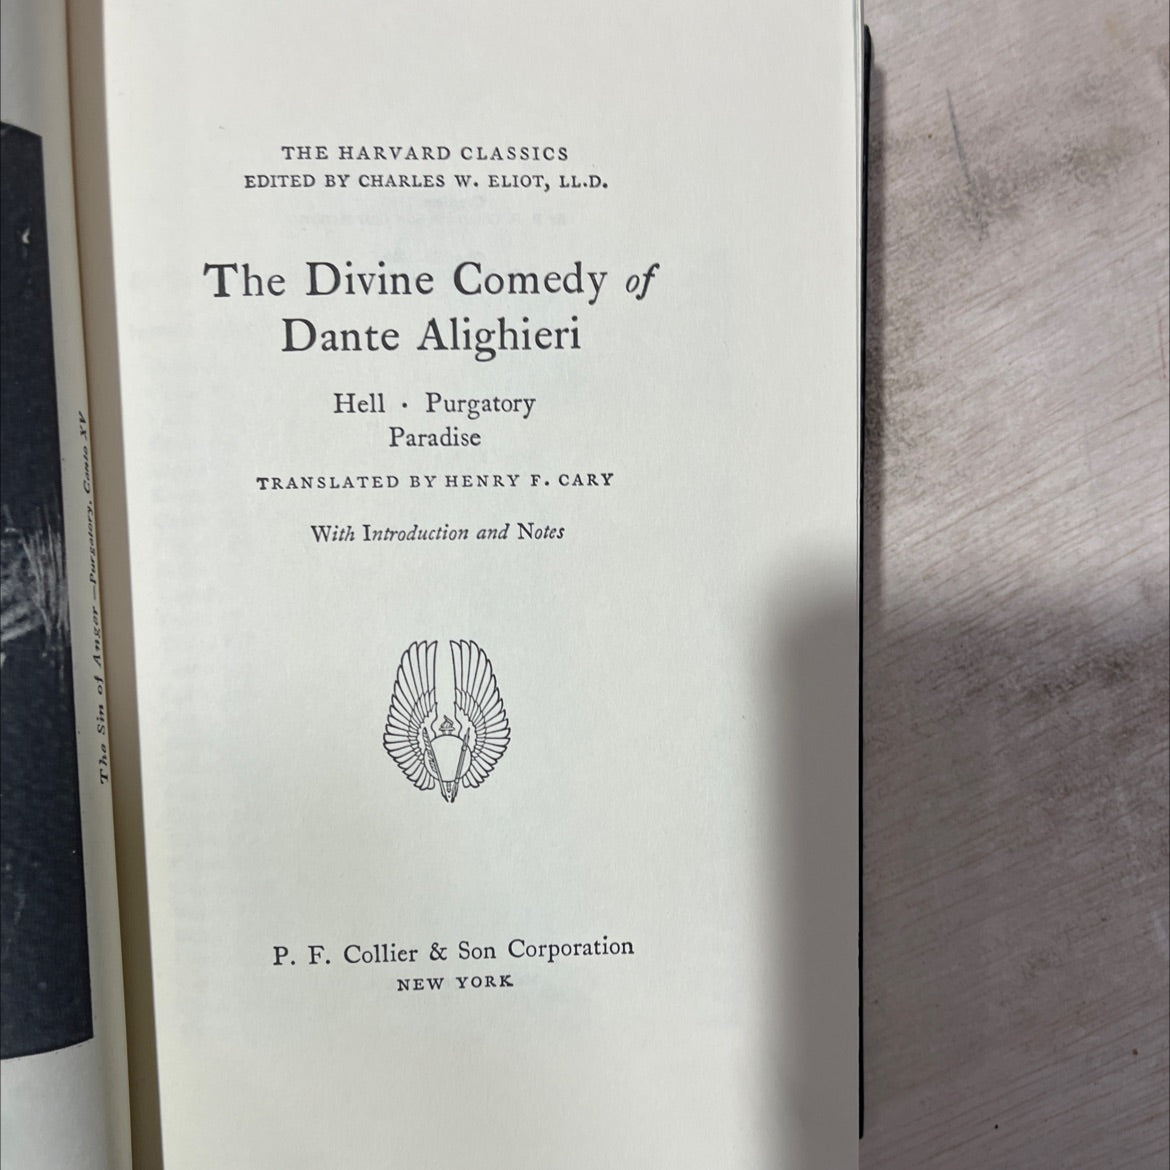 The Sin of Anger—Purgatory, Canto XV
THE HARVARD CLASSICS
EDITED BY CHARLES W. ELIOT, LL.D.
The Divine Comedy of
Dante Alighieri
Hell · Purgatory
Paradise
TRANSLATED BY HENRY F. CARY
With Introduction and Notes
P. F. Collier & Son Corporation
NEW YORK